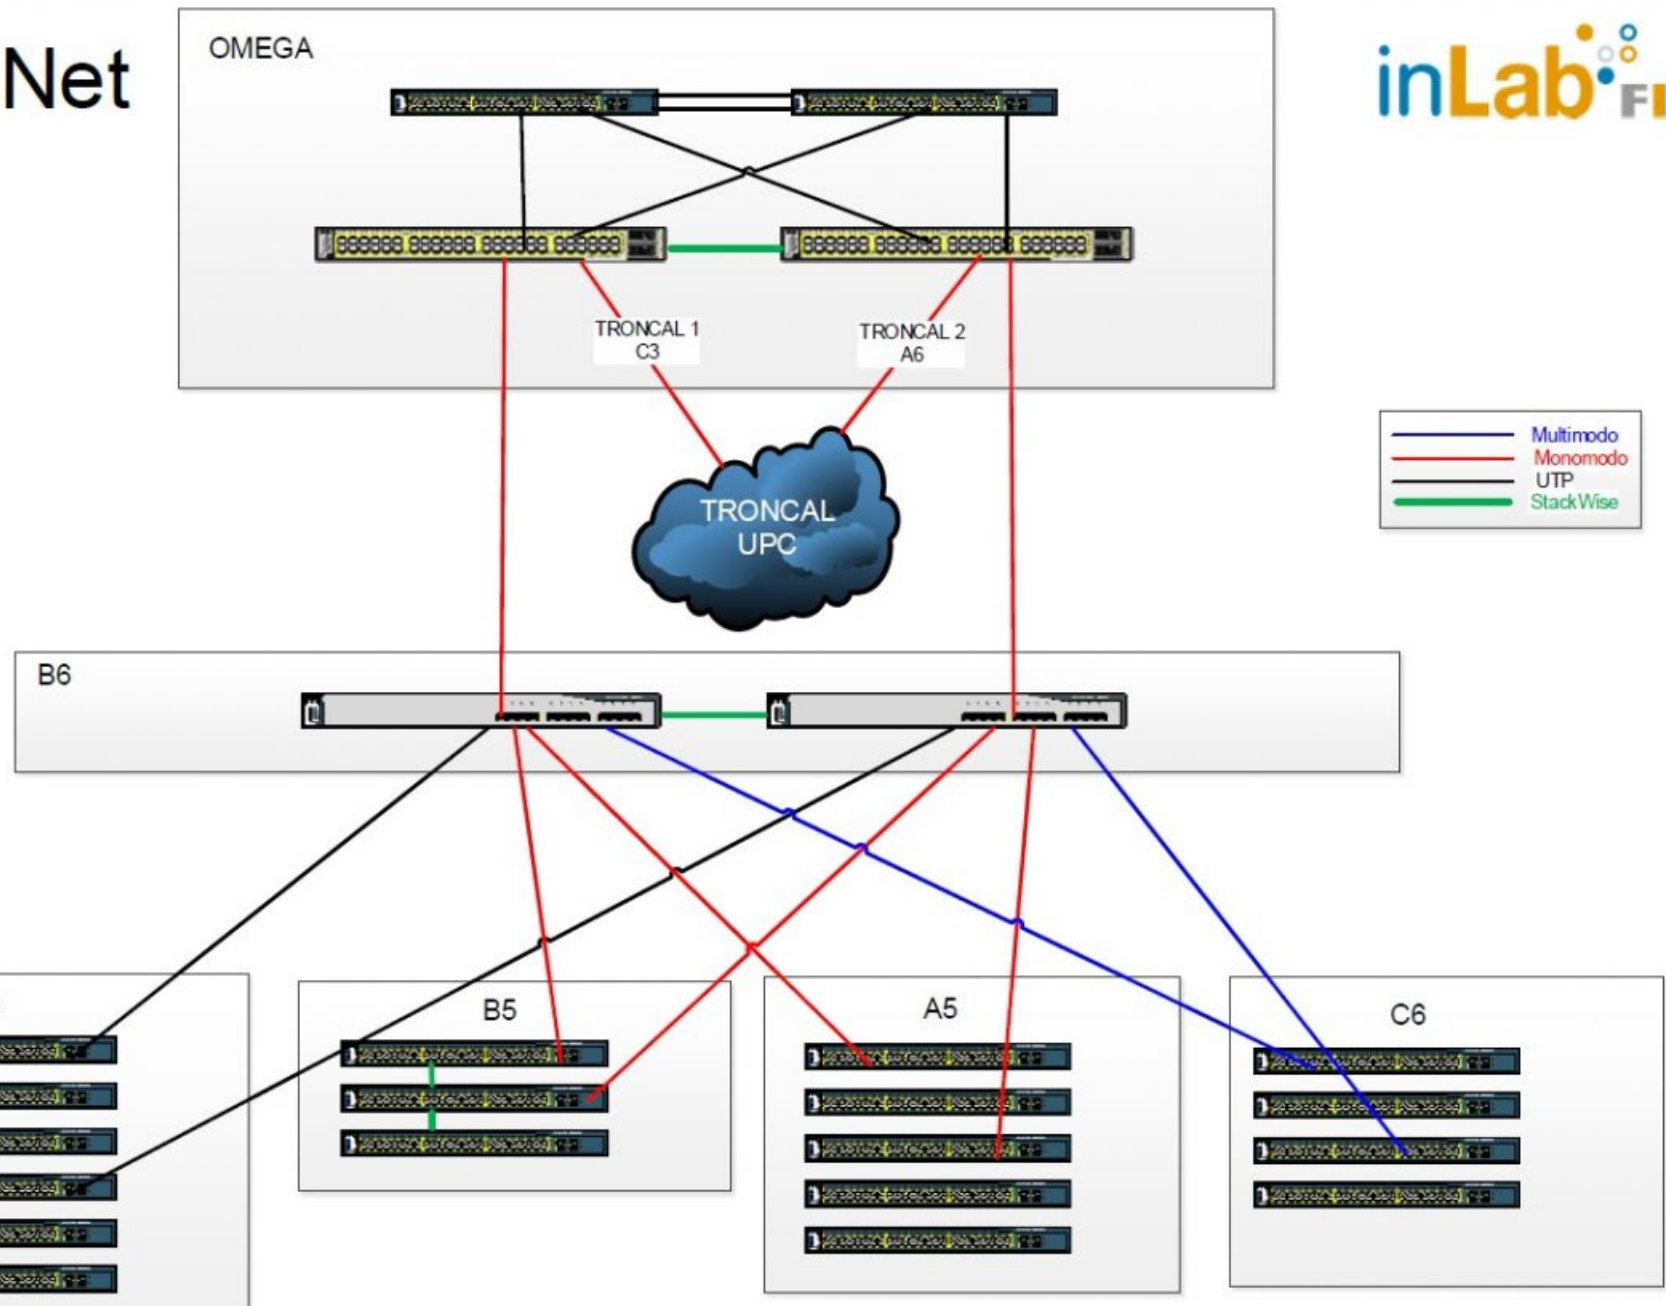 Net
OMEGA
inLab
TRONCAL 1
C3
TRONCAL 2
A6
Multimodo
Monomodo
UTP
StackWise
TRONCAL
UPC
B6
B5
A5
C6